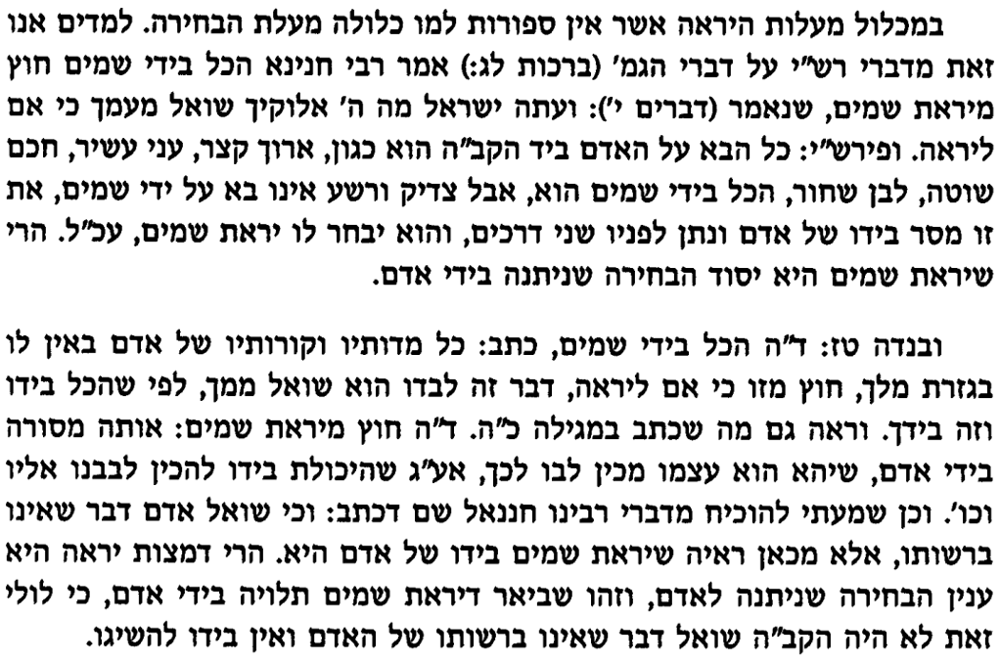 במכלול מעלות היראה אשר אין ספורות למו כלולה מעלת הבחירה. למדים אנו
זאת מדברי רש״י על דברי הגמ׳ (ברכות לג:) אמר רבי חנינא הכל בידי שמים חוץ
מיראת שמים, שנאמר (דברים י׳): ועתה ישראל מה ה׳ אלוקיך שואל מעמך כי אם
ליראה. ופירש״י: כל הבא על האדם ביד הקב״ה הוא כגון, ארוך קצר, עני עשיר, חכם
שוטה, לבן שחור, הכל בידי שמים הוא, אבל צדיק ורשע אינו בא על ידי שמים, את
זו מסר בידו של אדם ונתן לפניו שני דרכים, והוא יבחר לו יראת שמים, עכ״ל. הרי
שיראת שמים היא יסוד הבחירה שניתנה בידי אדם.
ובנדה טז: ד״ה הכל בידי שמים, כתב: כל מדותיו וקורותיו של אדם באין לו
בגזרת מלך, חוץ מזו כי אם ליראה, דבר זה לבדו הוא שואל ממך, לפי שהכל בידו
וזה בידך. וראה גם מה שכתב במגילה כ״ה. ד״ה חוץ מיראת שמים: אותה מסורה
בידי אדם, שיהא הוא עצמו מכין לבו לכך, אע״ג שהיכולת בידו להכין לבבנו אליו
וכו׳. וכן שמעתי להוכיח מדברי רבינו חננאל שם דכתב: וכי שואל אדם דבר שאינו
ברשותו, אלא מכאן ראיה שיראת שמים בידו של אדם היא. הרי דמצות יראה היא
ענין הבחירה שניתנה לאדם, וזהו שביאר דיראת שמים תלויה בידי אדם, כי לולי
זאת לא היה הקב״ה שואל דבר שאינו ברשותו של האדם ואין בידו להשיגו.